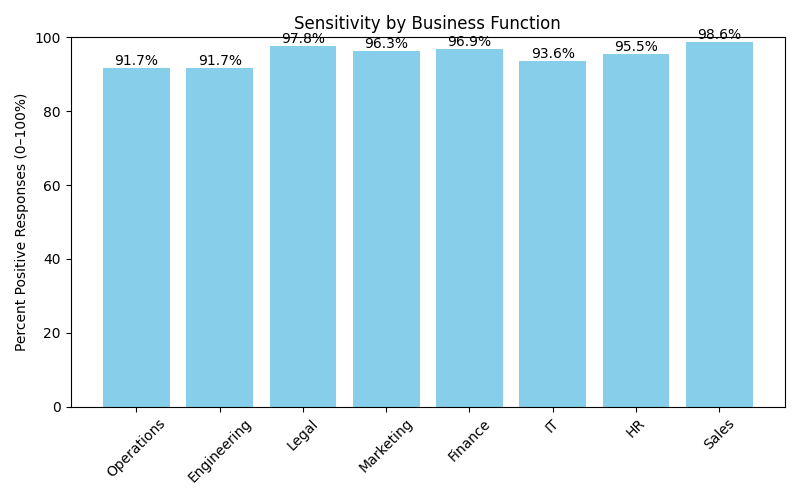 Sensitivity by Business Function
100
80
60
40
20
0
Percent Positive Responses (0–100%)
91.7%
91.7%
97.8%
96.3%
96.9%
93.6%
95.5%
98.6%
Operations
Engineering
Legal
Marketing
Finance
IT
HR
Sales